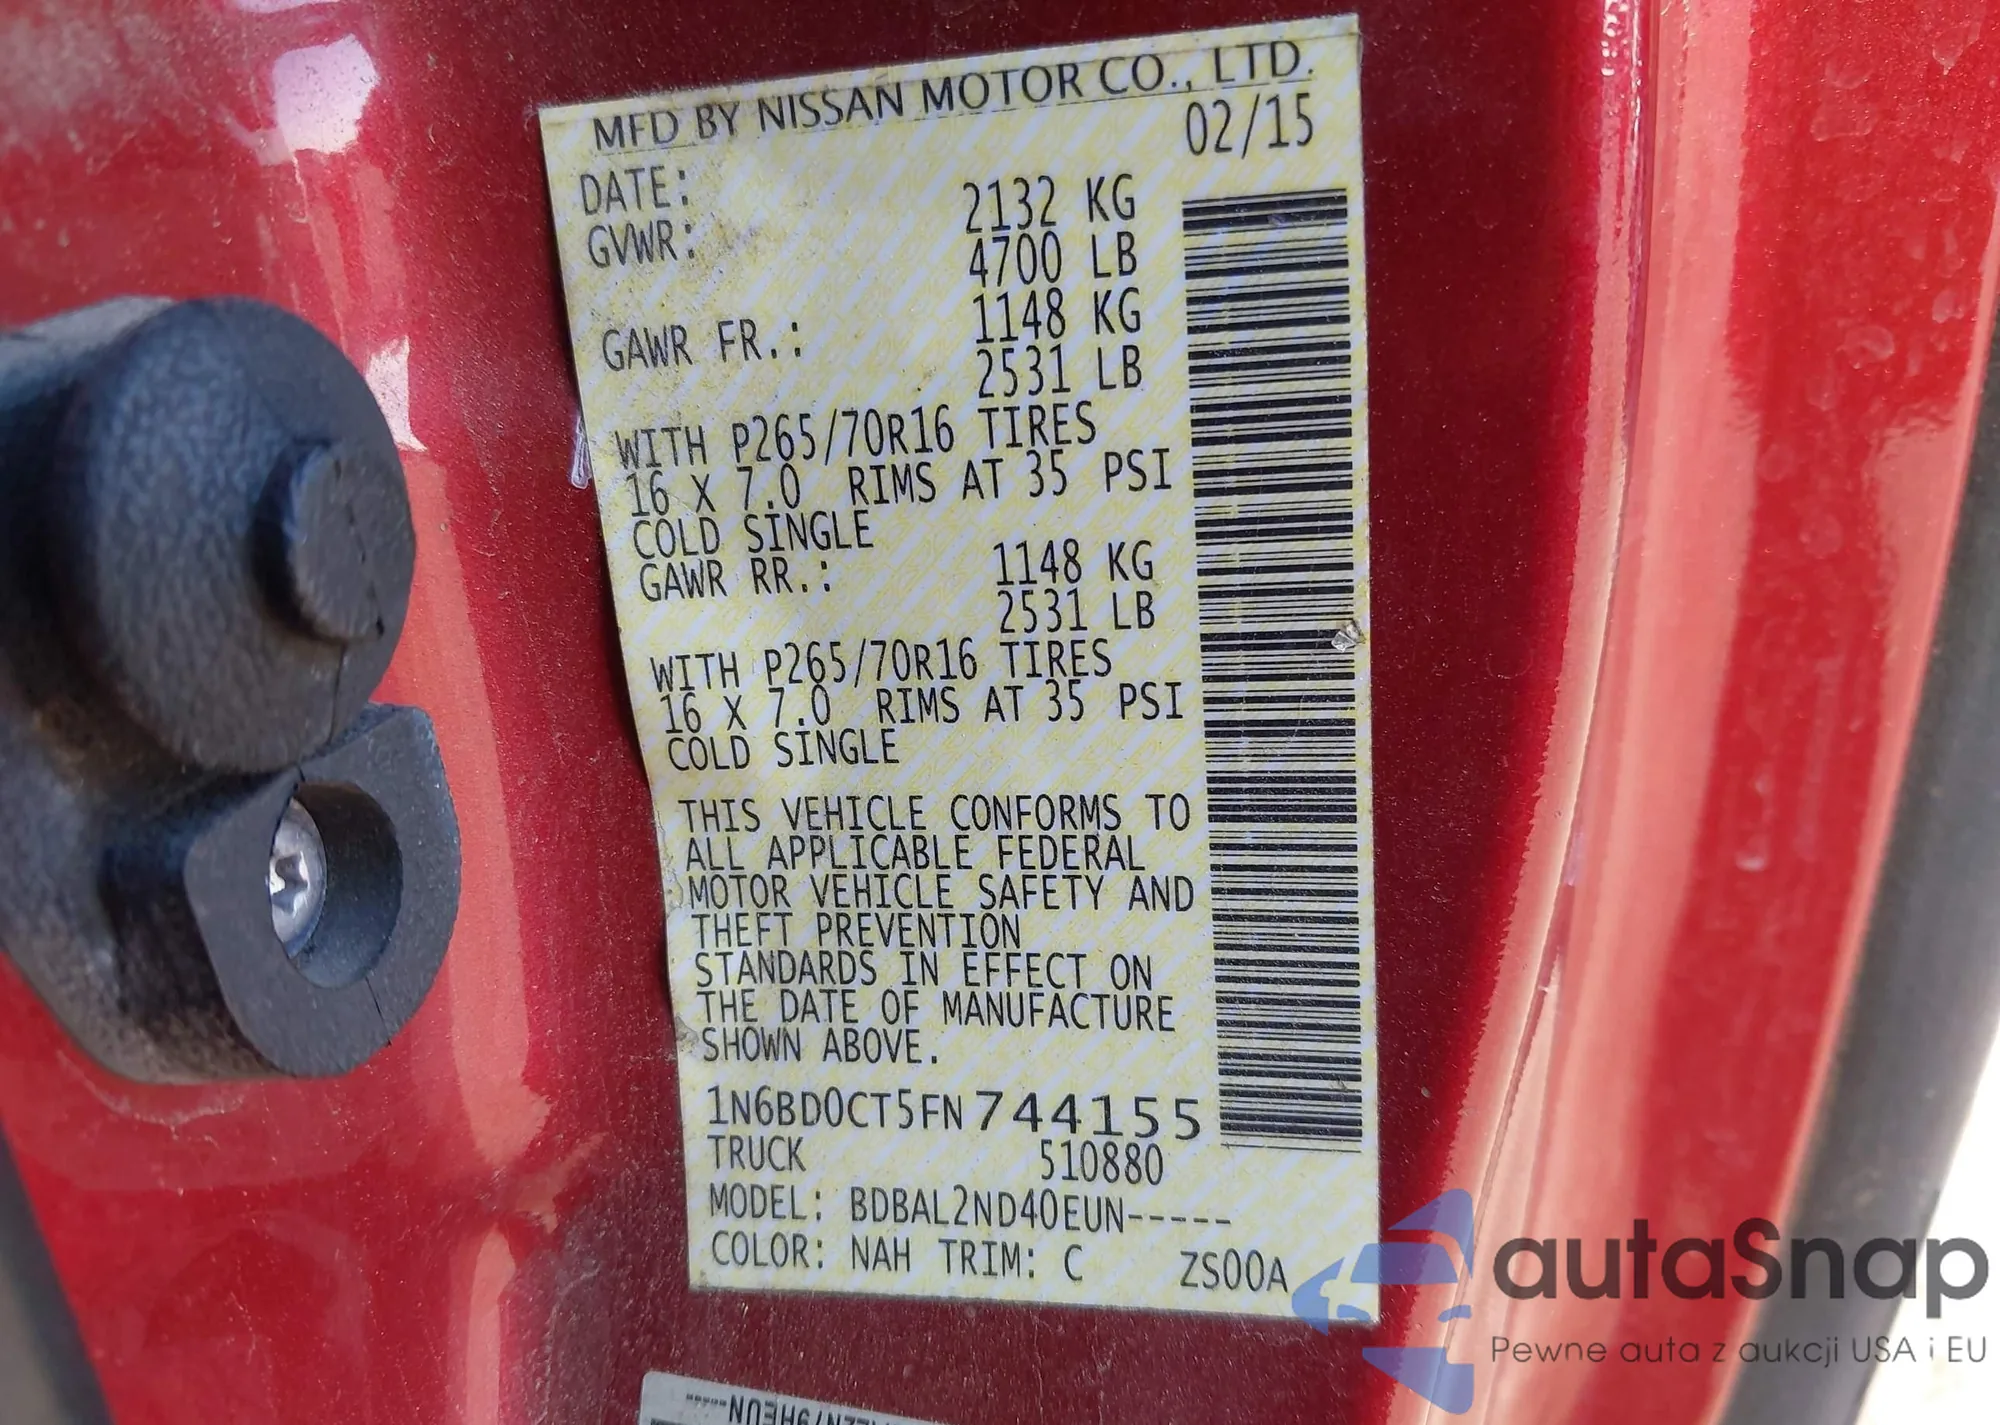 MFD BY NISSAN MOTOR CO., LTD.
DATE: 02/15
GVWR: 2132 KG
4700 LB
GAWR FR.: 1148 KG
2531 LB
WITH P265/70R16 TIRES
16 X 7.0 RIMS AT 35 PSI
COLD SINGLE
GAWR RR.: 1148 KG
2531 LB
WITH P265/70R16 TIRES
16 X 7.0 RIMS AT 35 PSI
COLD SINGLE
THIS VEHICLE CONFORMS TO
ALL APPLICABLE FEDERAL
MOTOR VEHICLE SAFETY AND
THEFT PREVENTION
STANDARDS IN EFFECT ON
THE DATE OF MANUFACTURE
SHOWN ABOVE.
1N6BD0CT5FN744155
TRUCK 510880
MODEL: BDBAL2ND40EUN-----
COLOR: NAH TRIM: C ZS00A
autaSnap
Pewne auta z aukcji USA i EU